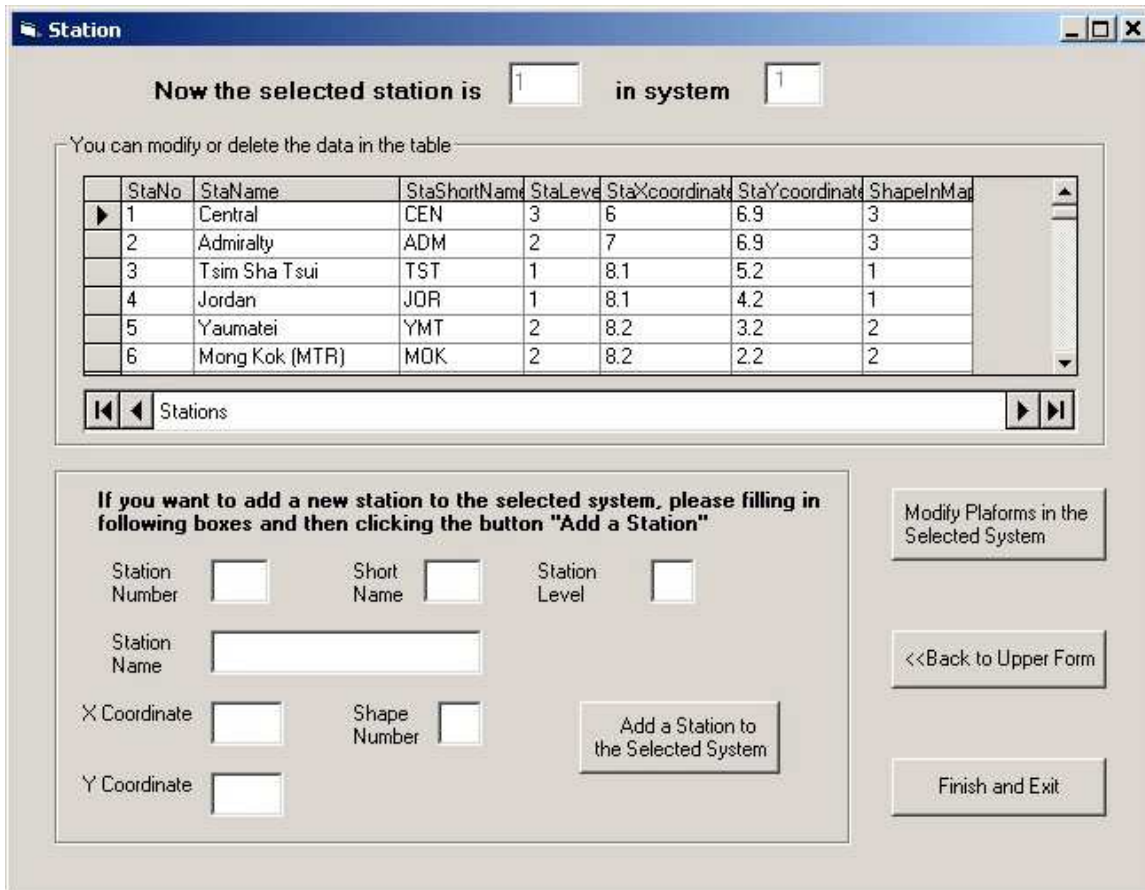 Station
Now the selected station is 1 in system 1
You can modify or delete the data in the table
StaNo StaName StaShortName StaLeve StaXcoordinate StaYcoordinate ShapeInMap
1 Central CEN 3 6 6.9 3
2 Admiralty ADM 2 7 6.9 3
3 Tsim Sha Tsui TST 1 8.1 5.2 1
4 Jordan JOR 1 8.1 4.2 1
5 Yaumatei YMT 2 8.2 3.2 2
6 Mong Kok (MTR) MOK 2 8.2 2.2 2
Stations
If you want to add a new station to the selected system, please filling in
following boxes and then clicking the button "Add a Station"
Station
Number
Short
Name
Station
Level
Station
Name
X Coordinate
Shape
Number
Y Coordinate
Add a Station to
the Selected System
Modify Plaforms in the
Selected System
<<Back to Upper Form
Finish and Exit